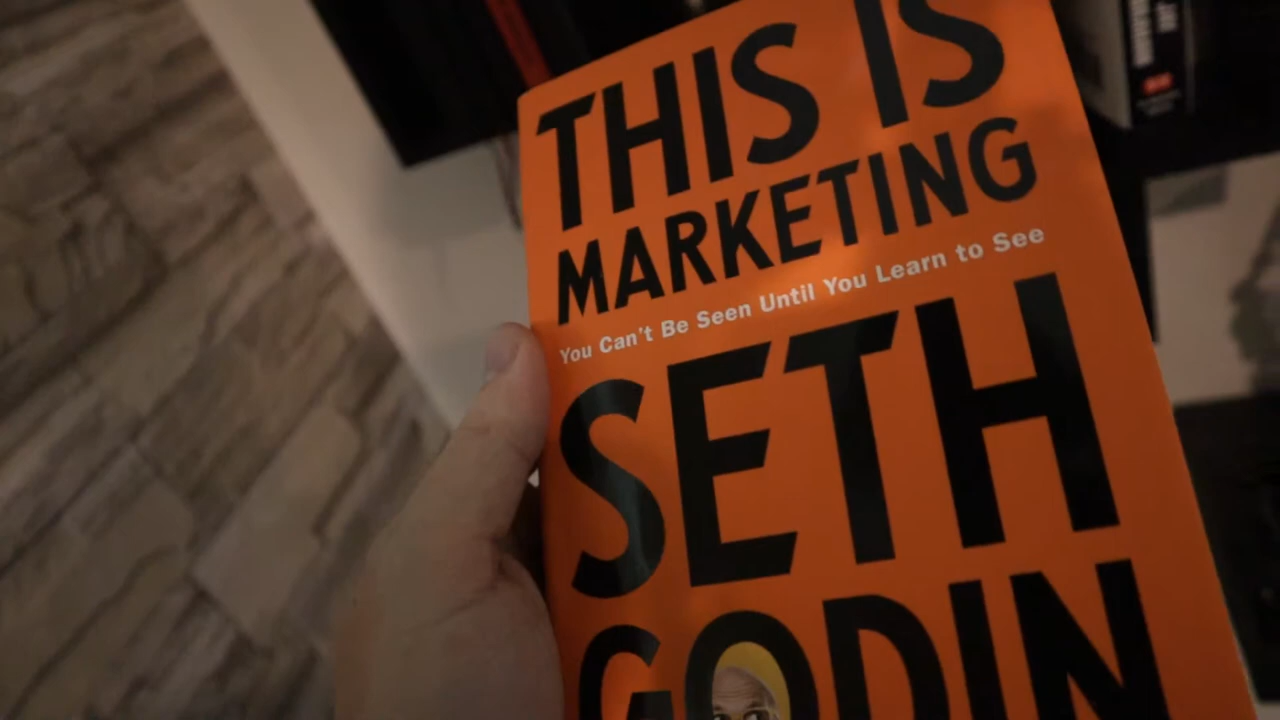 THIS IS
MARKETING
You Can't Be Seen Until You Learn to See
SETH
GODIN